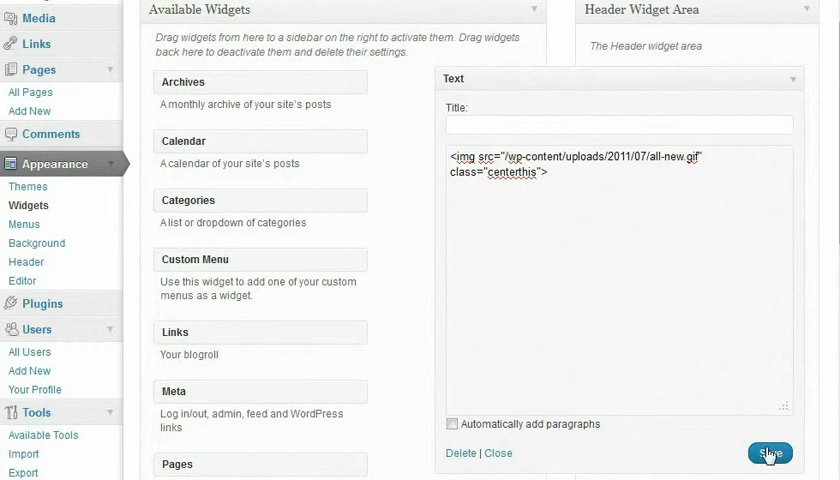 Media
Links
Pages
All Pages
Add New
Comments
Appearance
Themes
Widgets
Menus
Background
Header
Editor
Plugins
Users
All Users
Add New
Your Profile
Tools
Available Tools
Import
Export
Available Widgets
Drag widgets from here to a sidebar on the right to activate them. Drag widgets
back here to deactivate them and delete their settings.
Archives
A monthly archive of your site's posts
Calendar
A calendar of your site's posts
Categories
A list or dropdown of categories
Custom Menu
Use this widget to add one of your custom
menus as a widget.
Links
Your blogroll
Meta
Log in/out, admin, feed and WordPress
links
Pages
Header Widget Area
The Header widget area
Text
Title:
<img src="/wp-content/uploads/2011/07/all-new.gif"
class="centerthis">
Automatically add paragraphs
Delete | Close
Save